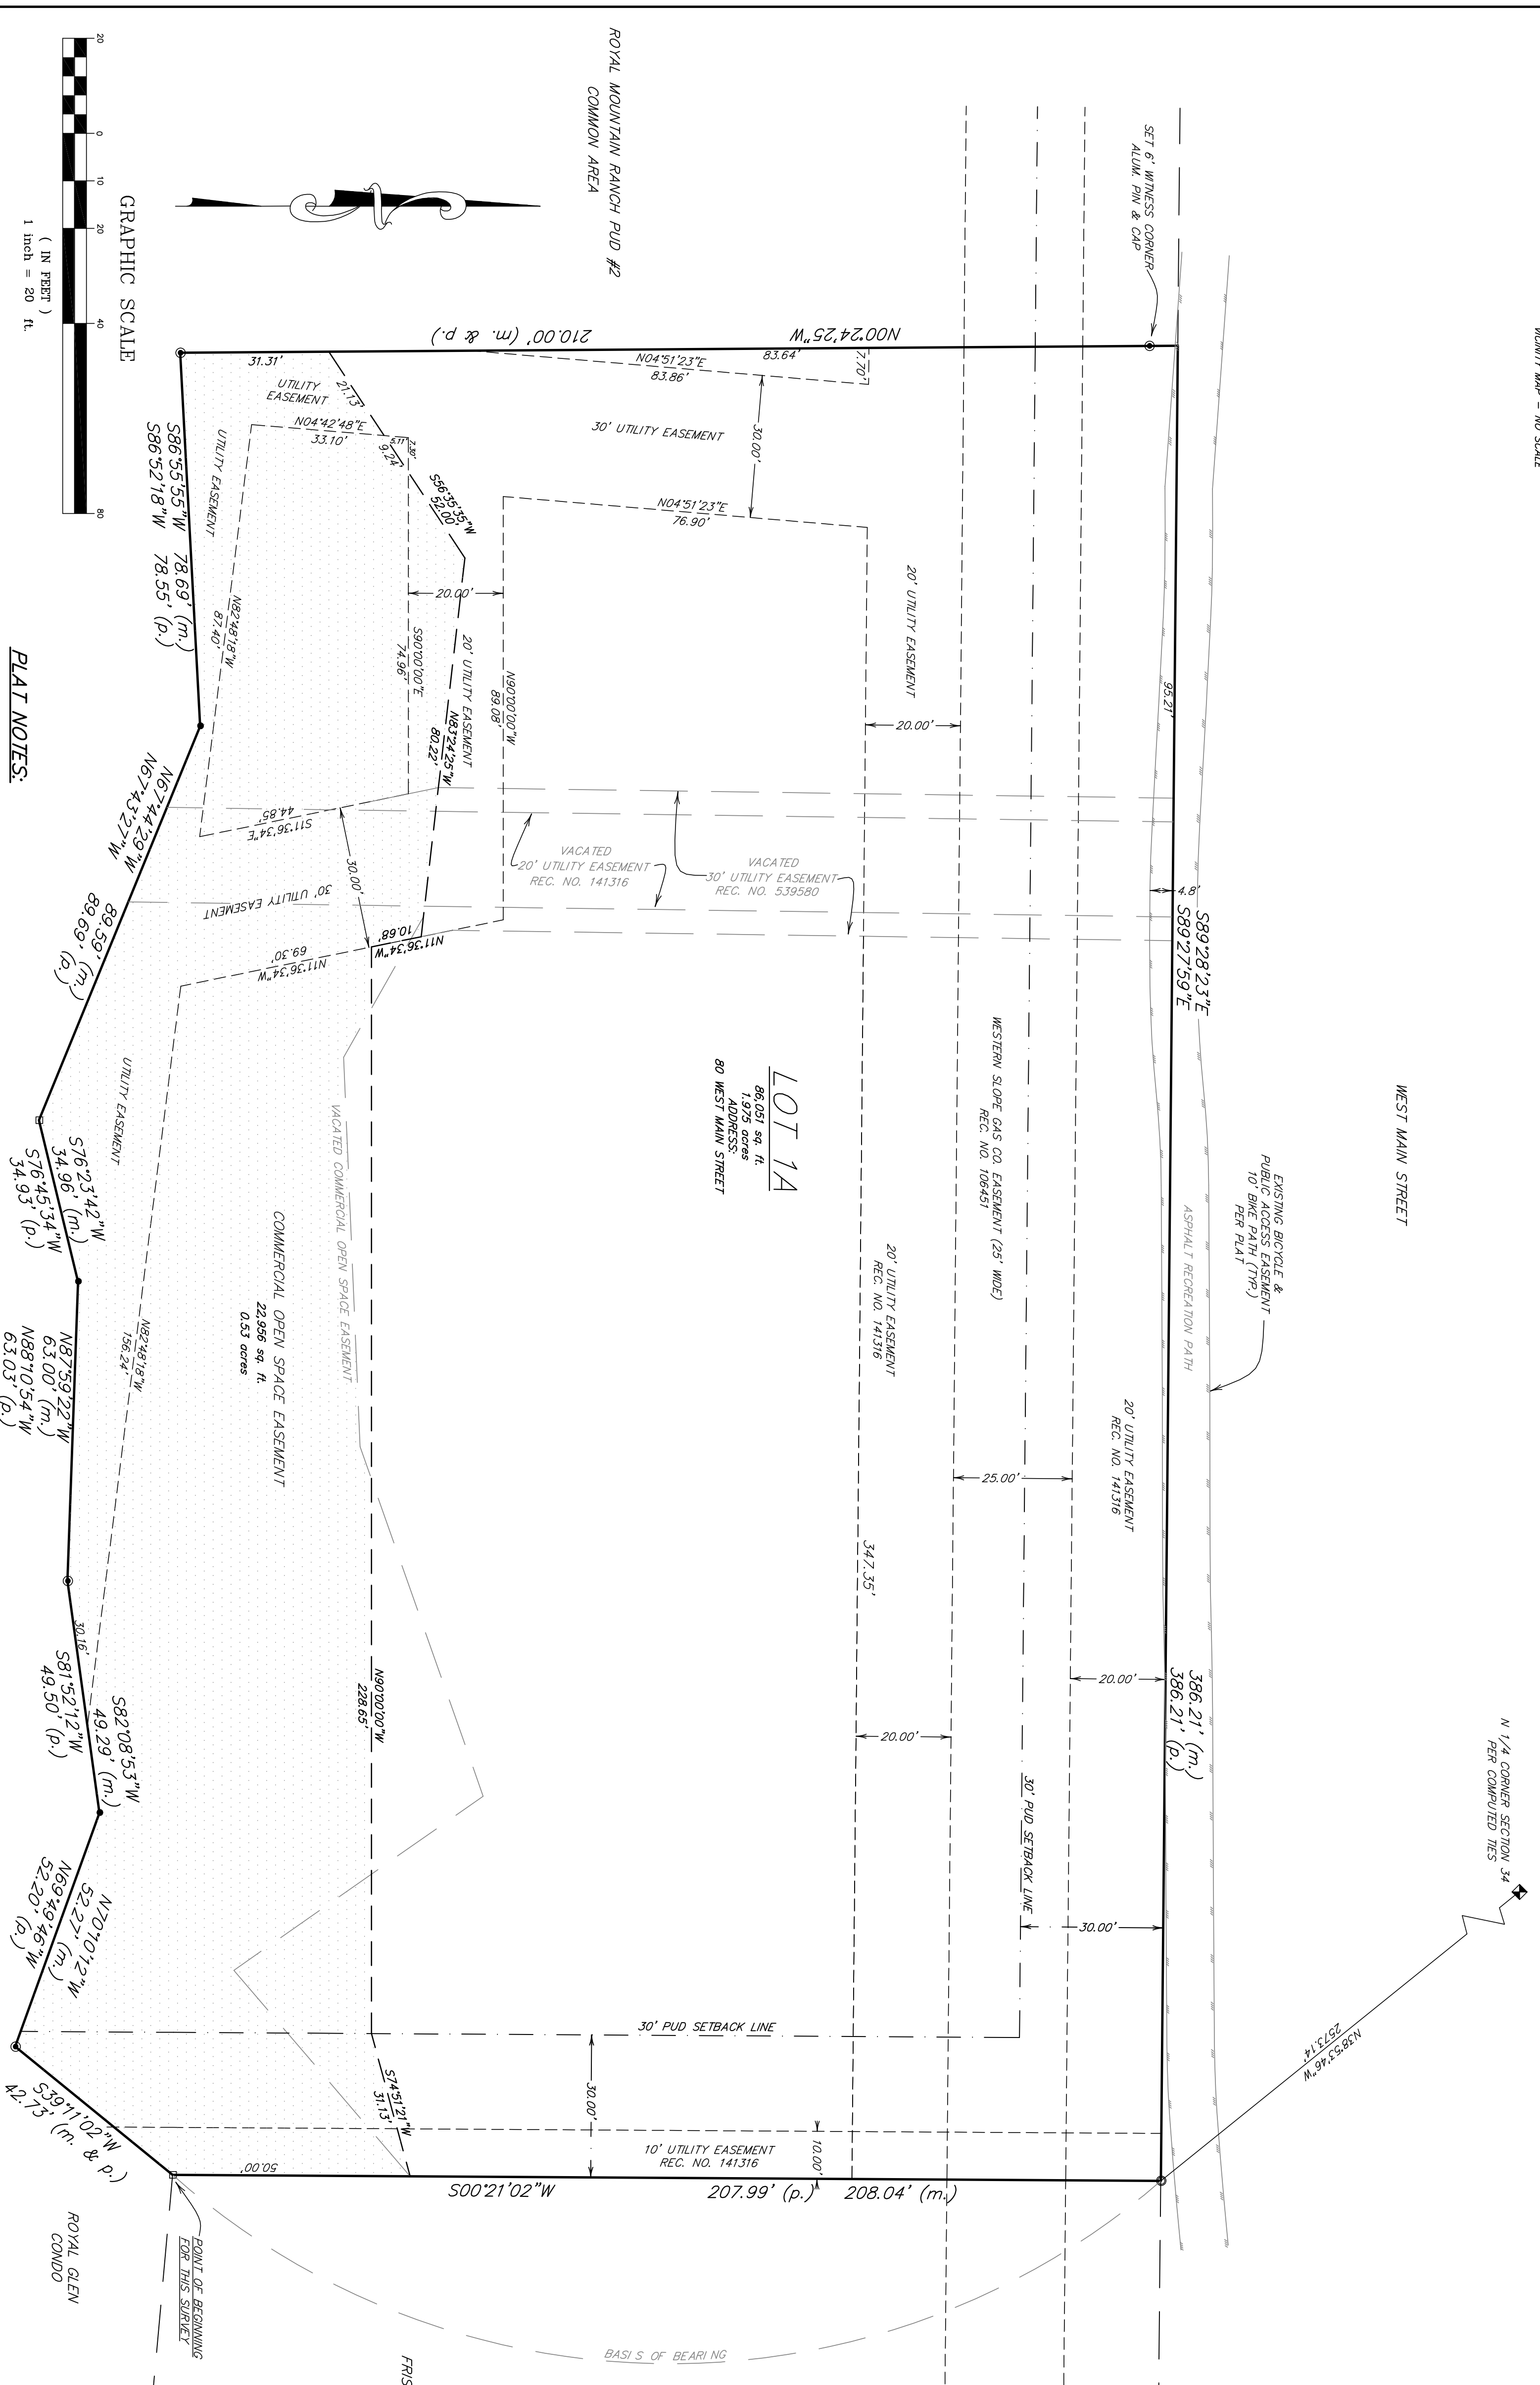 VICINITY MAP - NO SCALE
N 1/4 CORNER SECTION 34
PER COMPUTED TIES
N38°53'46"W
2573.14'
WEST MAIN STREET
EXISTING BICYCLE &
PUBLIC ACCESS EASEMENT
10' BIKE PATH (TYP.)
PER PLAT
ASPHALT RECREATION PATH
SET 6' WITNESS CORNER
ALUM. PIN & CAP
95.21'
4.8'
S89°28'23"E
S89°27'59"E
386.21' (m.)
386.21' (p.)
20' UTILITY EASEMENT
REC. NO. 141316
20.00'
30.00'
30' PUD SETBACK LINE
25.00'
WESTERN SLOPE GAS CO. EASEMENT (25' WIDE)
REC. NO. 106451
20' UTILITY EASEMENT
20.00'
20' UTILITY EASEMENT
REC. NO. 141316
347.35'
20.00'
ROYAL MOUNTAIN RANCH PUD #2
COMMON AREA
N00°24'25"W
210.00' (m. & p.)
7.70'
83.64'
N04°51'23"E
83.86'
30' UTILITY EASEMENT
30.00'
N04°51'23"E
76.90'
LOT 1A
86,051 sq. ft.
1.975 acres
ADDRESS:
80 WEST MAIN STREET
VACATED
30' UTILITY EASEMENT
REC. NO. 539580
VACATED
20' UTILITY EASEMENT
REC. NO. 141316
N90°00'00"W
89.08'
20' UTILITY EASEMENT
N83°24'25"W
80.22'
20.00'
S90°00'00"E
74.96'
S56°35'35"W
52.00'
7.30'
5.11'
9.24'
21.13'
31.31'
UTILITY
EASEMENT
N04°42'48"E
33.10'
UTILITY EASEMENT
N82°48'18"W
87.40'
S86°55'55"W 78.69' (m.)
S86°52'18"W 78.55' (p.)
44.85'
S11°36'34"E
30.00'
30' UTILITY EASEMENT
N11°36'34"W
10.68'
69.30'
N11°36'34"W
N67°44'29"W 89.59' (m.)
N67°43'27"W 89.69' (p.)
VACATED COMMERCIAL OPEN SPACE EASEMENT
COMMERCIAL OPEN SPACE EASEMENT
22,956 sq. ft.
0.53 acres
UTILITY EASEMENT
N82°48'18"W
156.24'
N90°00'00"W
228.65'
S76°23'42"W
34.96' (m.)
S76°45'34"W
34.93' (p.)
N87°59'22"W
63.00' (m.)
N88°10'54"W
63.03' (p.)
30.16'
S82°08'53"W
49.29' (m.)
S81°52'12"W
49.50' (p.)
N70°10'12"W
52.27' (m.)
N69°49'46"W
52.20' (p.)
30' PUD SETBACK LINE
30.00'
S74°51'21"W
31.13'
10' UTILITY EASEMENT
REC. NO. 141316
10.00'
50.00'
S00°21'02"W
207.99' (p.) 208.04' (m.)
S39°11'02"W
42.73' (m. & p.)
POINT OF BEGINNING
FOR THIS SURVEY
ROYAL GLEN
CONDO
BASIS OF BEARING
FRIS
GRAPHIC SCALE
20 0 10 20 40 80
( IN FEET )
1 inch = 20 ft.
PLAT NOTES: